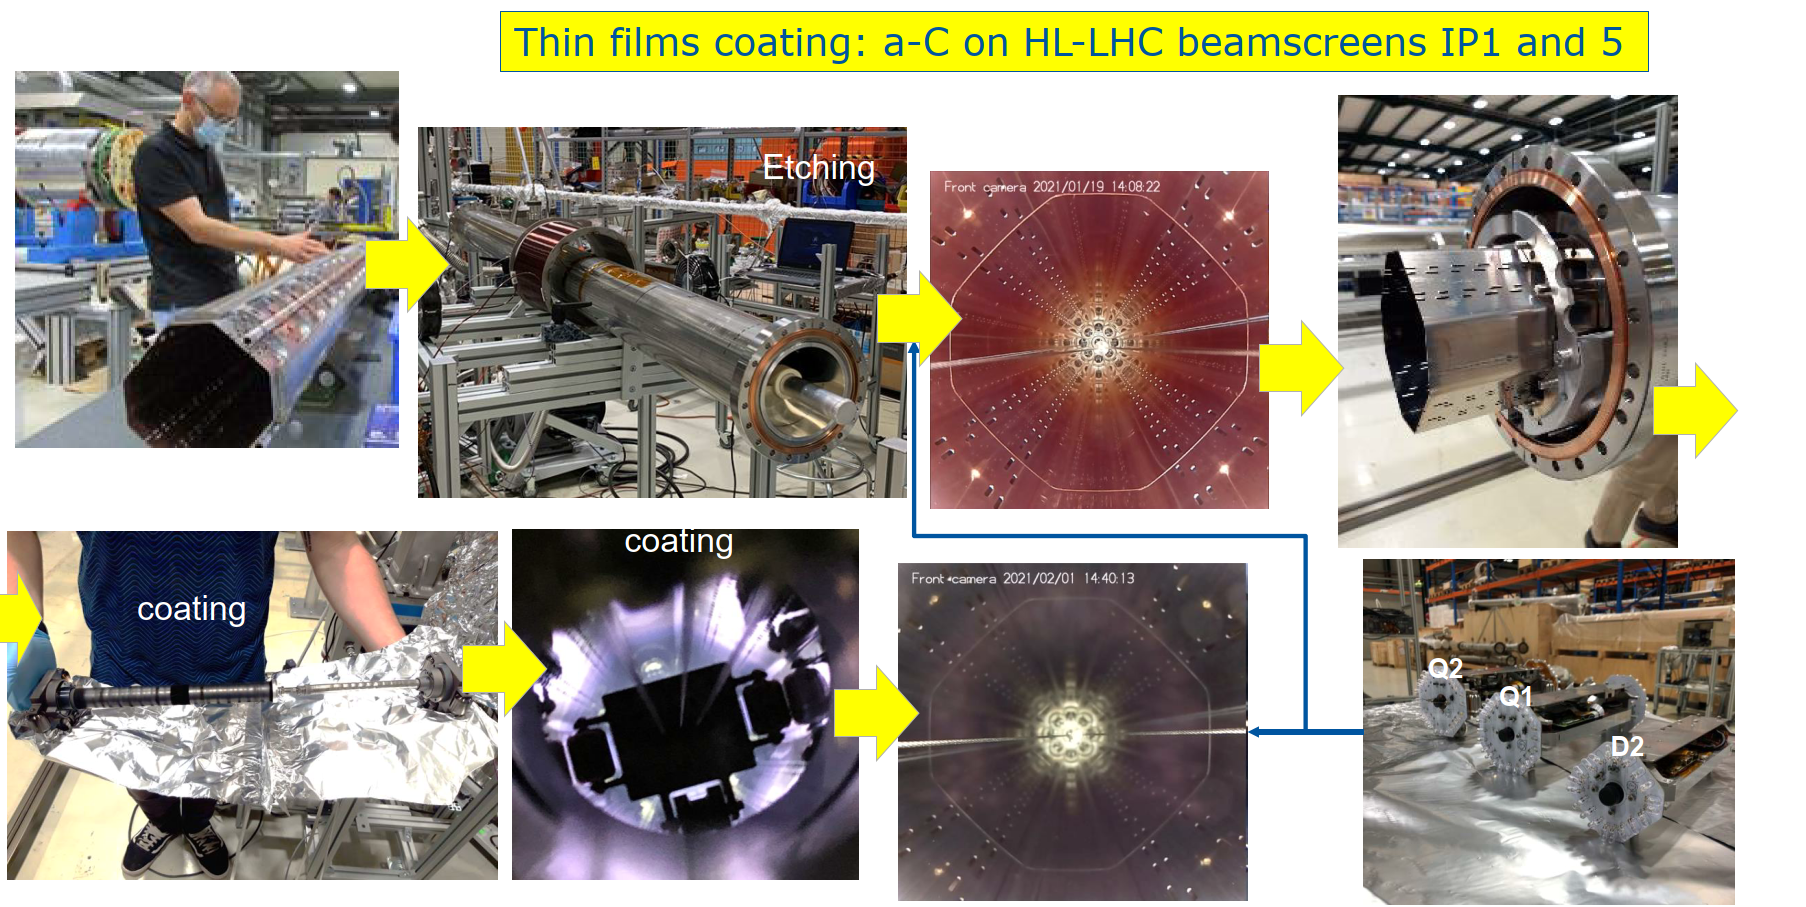 Thin films coating: a-C on HL-LHC beamscreens IP1 and 5
Etching
Front camera 2021/01/19 14:08:22
coating
coating
Front camera 2021/02/01 14:40:13
Q2
Q1
D2